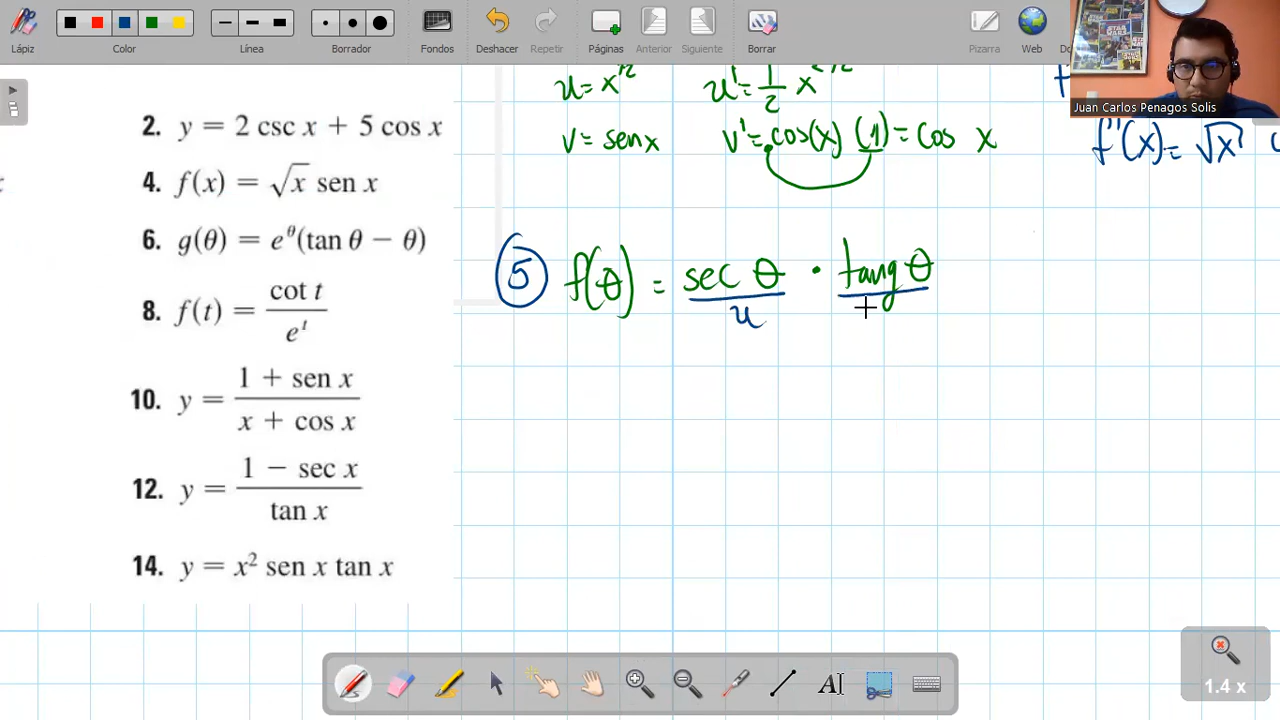 Lápiz Color Línea Borrador Fondos Deshacer Repetir Páginas Anterior Siguiente Borrar Pizarra Web
Juan Carlos Penagos Solis
2. y = 2 csc x + 5 cos x
4. f(x) = √x sen x
6. g(θ) = e^θ(tan θ − θ)
8. f(t) = cot t / e^t
10. y = 1 + sen x / x + cos x
12. y = 1 − sec x / tan x
14. y = x² sen x tan x
u = x^1/2 u' = 1/2 x
v = sen x v' = cos(x) (1) = cos x
f'(x) = √x
5 f(θ) = sec θ · tang θ
u
AI
1.4 x